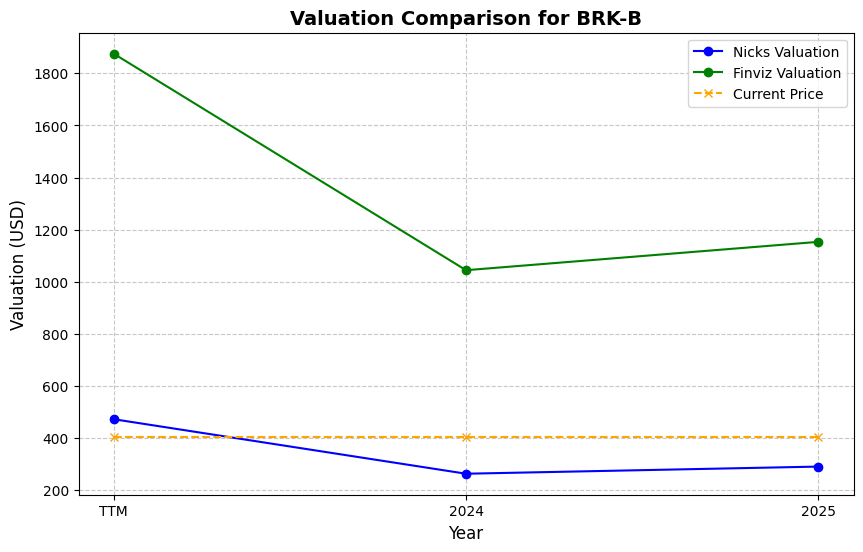 Valuation Comparison for BRK-B
Nicks Valuation
Finviz Valuation
Current Price
Valuation (USD)
1800
1600
1400
1200
1000
800
600
400
200
TTM
2024
2025
Year